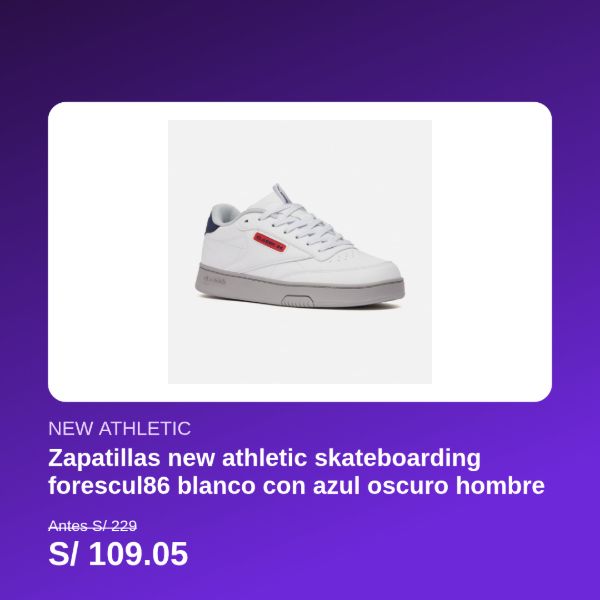 NEW ATHLETIC
Zapatillas new athletic skateboarding
forescul86 blanco con azul oscuro hombre
Antes S/ 229
S/ 109.05